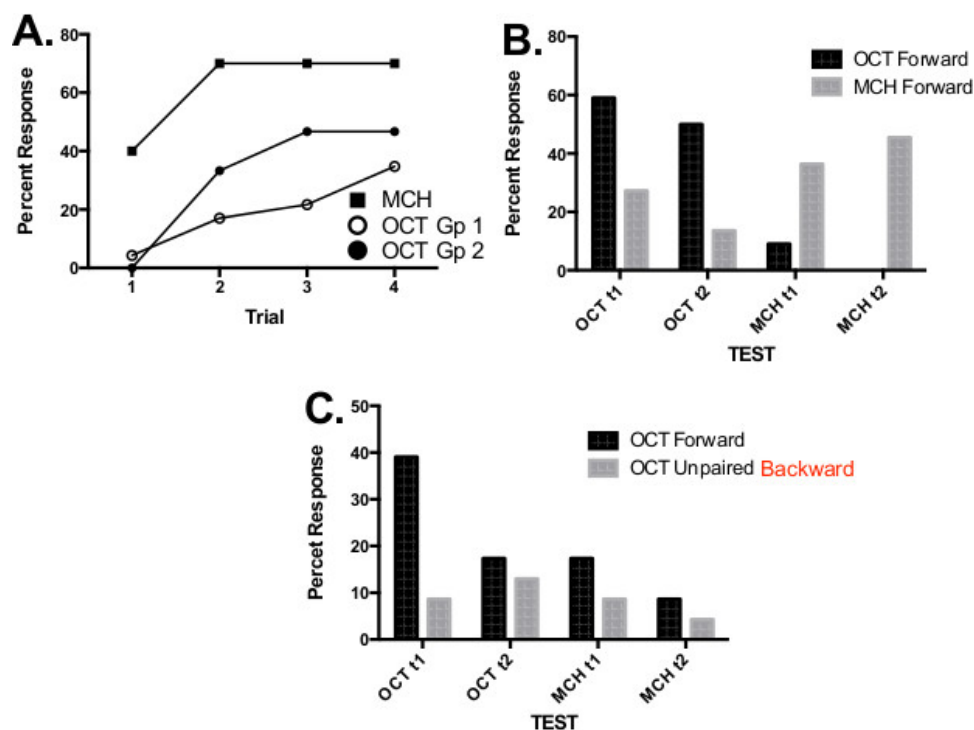 A.
Percent Response
80
60
40
20
0
1 2 3 4
Trial
MCH
OCT Gp 1
OCT Gp 2
B.
Percent Response
80
60
40
20
0
OCT t1 OCT t2 MCH t1 MCH t2
TEST
OCT Forward
MCH Forward
C.
Percet Response
50
40
30
20
10
0
OCT t1 OCT t2 MCH t1 MCH t2
TEST
OCT Forward
OCT Unpaired Backward